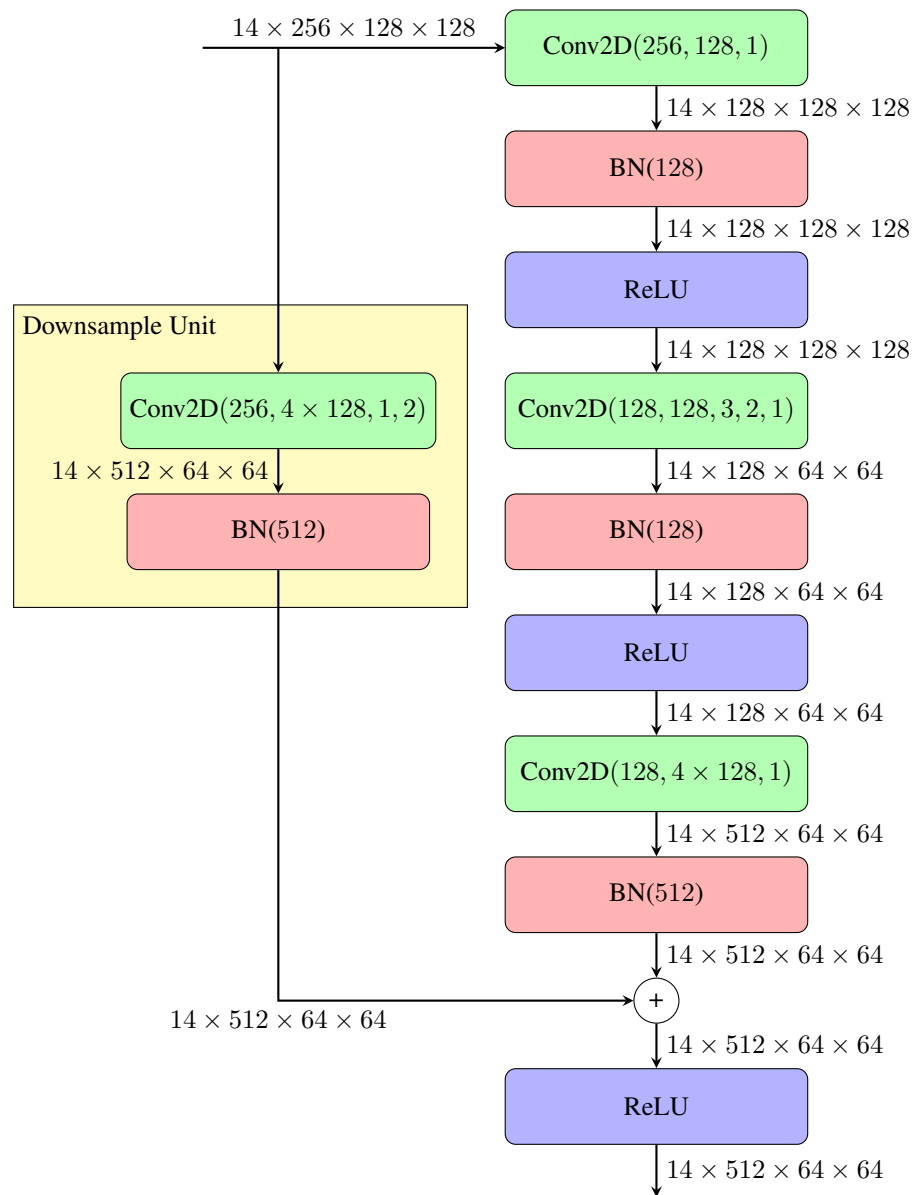 14 × 256 × 128 × 128
Conv2D(256, 128, 1)
14 × 128 × 128 × 128
BN(128)
14 × 128 × 128 × 128
ReLU
14 × 128 × 128 × 128
Downsample Unit
Conv2D(256, 4 × 128, 1, 2)
14 × 512 × 64 × 64
BN(512)
Conv2D(128, 128, 3, 2, 1)
14 × 128 × 64 × 64
BN(128)
14 × 128 × 64 × 64
ReLU
14 × 128 × 64 × 64
Conv2D(128, 4 × 128, 1)
14 × 512 × 64 × 64
BN(512)
14 × 512 × 64 × 64
+
14 × 512 × 64 × 64
14 × 512 × 64 × 64
ReLU
14 × 512 × 64 × 64